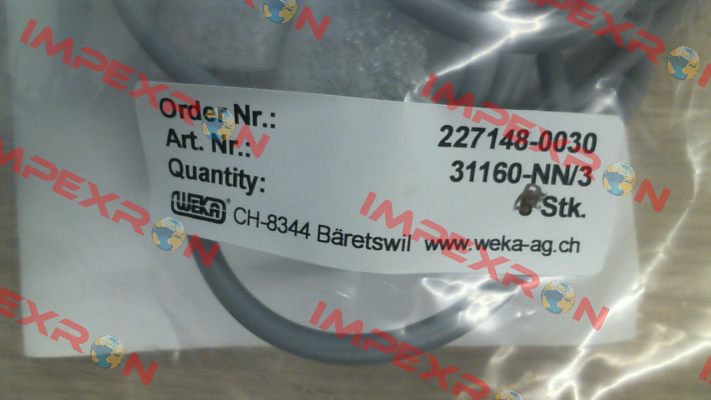 Order Nr.: 227148-0030
Art. Nr.: 31160-NN/3
Quantity: Stk.
WEKA CH-8344 Bäretswil www.weka-ag.ch
IMPEXRON
IMPEXRON
IMPEXRON
IMPEXRON
IMPEXRON